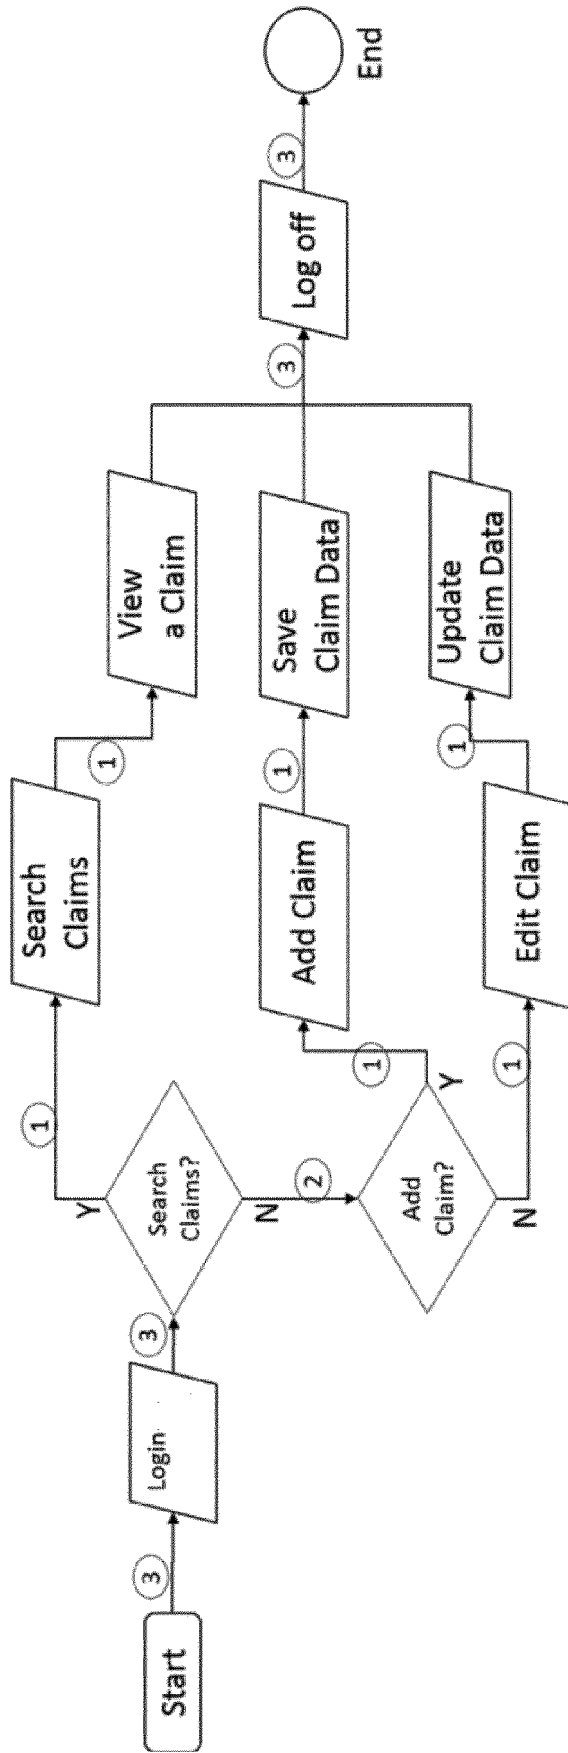 Start
3
Login
3
Search
Claims?
Y
1
Search
Claims
1
View
a Claim
N
2
Add
Claim?
Y
1
Add Claim
1
Save
Claim Data
N
1
Edit Claim
1
Update
Claim Data
3
Log off
3
End